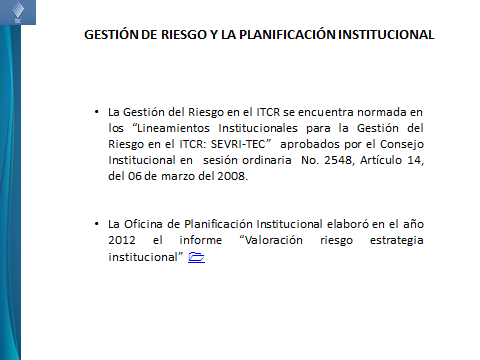 TEC
GESTIÓN DE RIESGO Y LA PLANIFICACIÓN INSTITUCIONAL
• La Gestión del Riesgo en el ITCR se encuentra normada en
los “Lineamientos Institucionales para la Gestión del
Riesgo en el ITCR: SEVRI-TEC” aprobados por el Consejo
Institucional en sesión ordinaria No. 2548, Artículo 14,
del 06 de marzo del 2008.
• La Oficina de Planificación Institucional elaboró en el año
2012 el informe “Valoración riesgo estrategia
institucional”